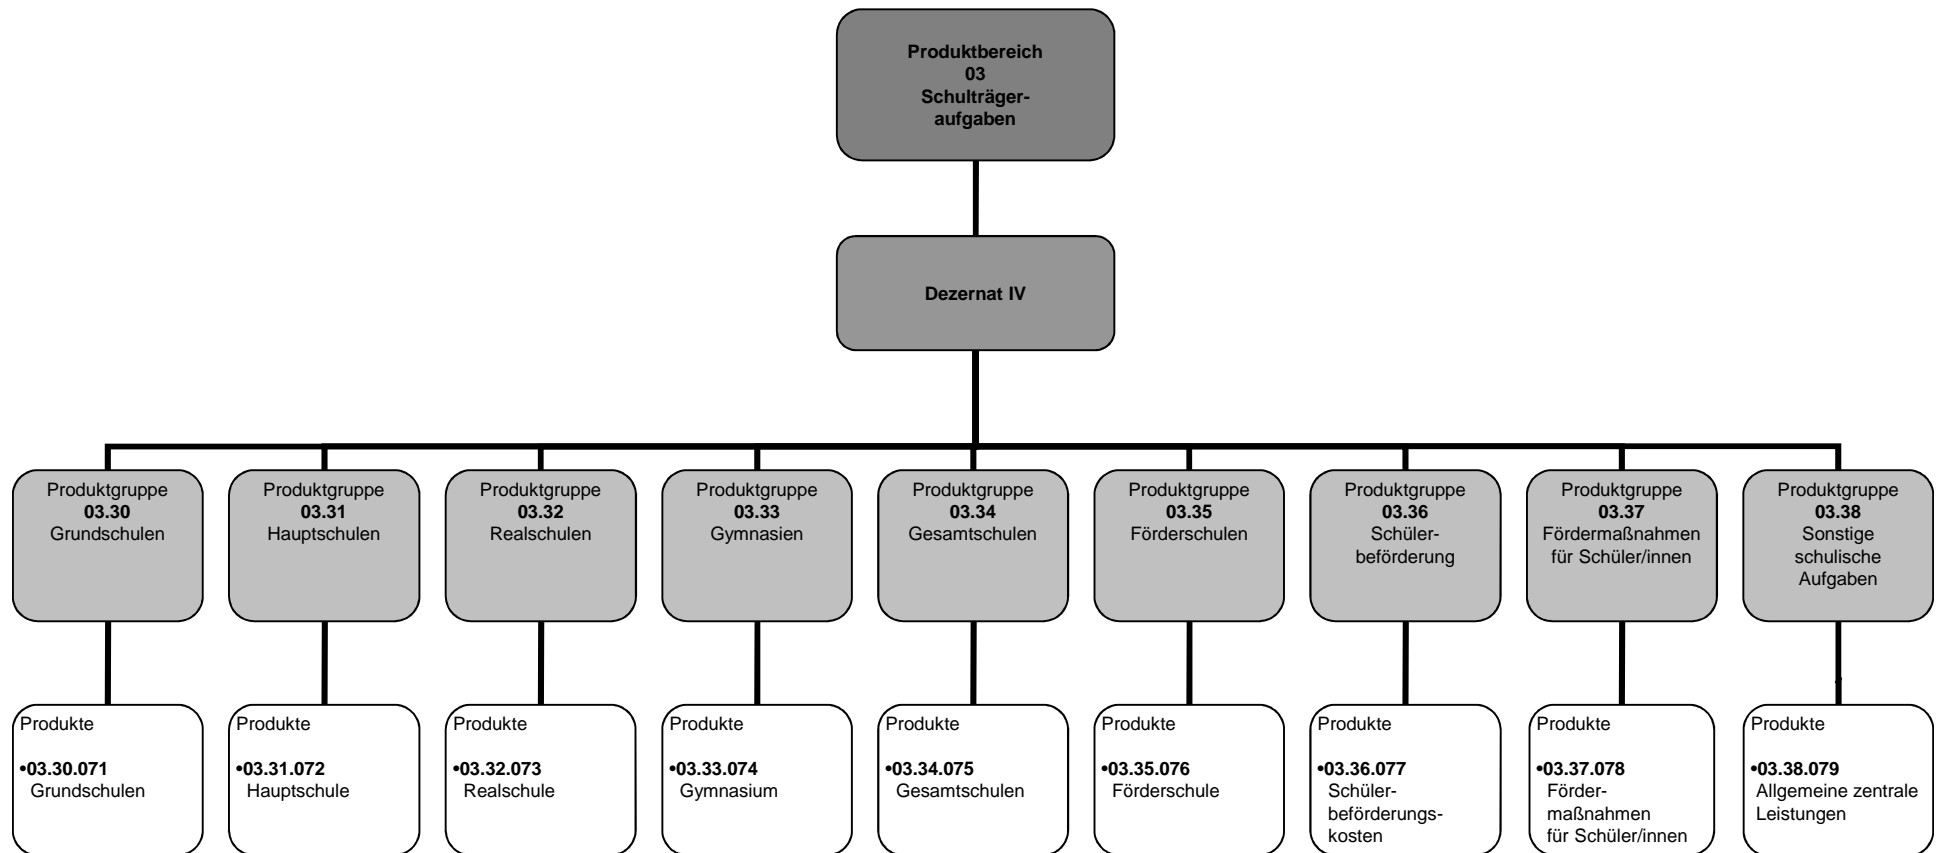 Produktbereich
03
Schulträger-
aufgaben
Dezernat IV
Produktgruppe
03.30
Grundschulen
Produktgruppe
03.31
Hauptschulen
Produktgruppe
03.32
Realschulen
Produktgruppe
03.33
Gymnasien
Produktgruppe
03.34
Gesamtschulen
Produktgruppe
03.35
Förderschulen
Produktgruppe
03.36
Schüler-
beförderung
Produktgruppe
03.37
Fördermaßnahmen
für Schüler/innen
Produktgruppe
03.38
Sonstige
schulische
Aufgaben
Produkte
•03.30.071
Grundschulen
Produkte
•03.31.072
Hauptschule
Produkte
•03.32.073
Realschule
Produkte
•03.33.074
Gymnasium
Produkte
•03.34.075
Gesamtschulen
Produkte
•03.35.076
Förderschule
Produkte
•03.36.077
Schüler-
beförderungs-
kosten
Produkte
•03.37.078
Förder-
maßnahmen
für Schüler/innen
Produkte
•03.38.079
Allgemeine zentrale
Leistungen